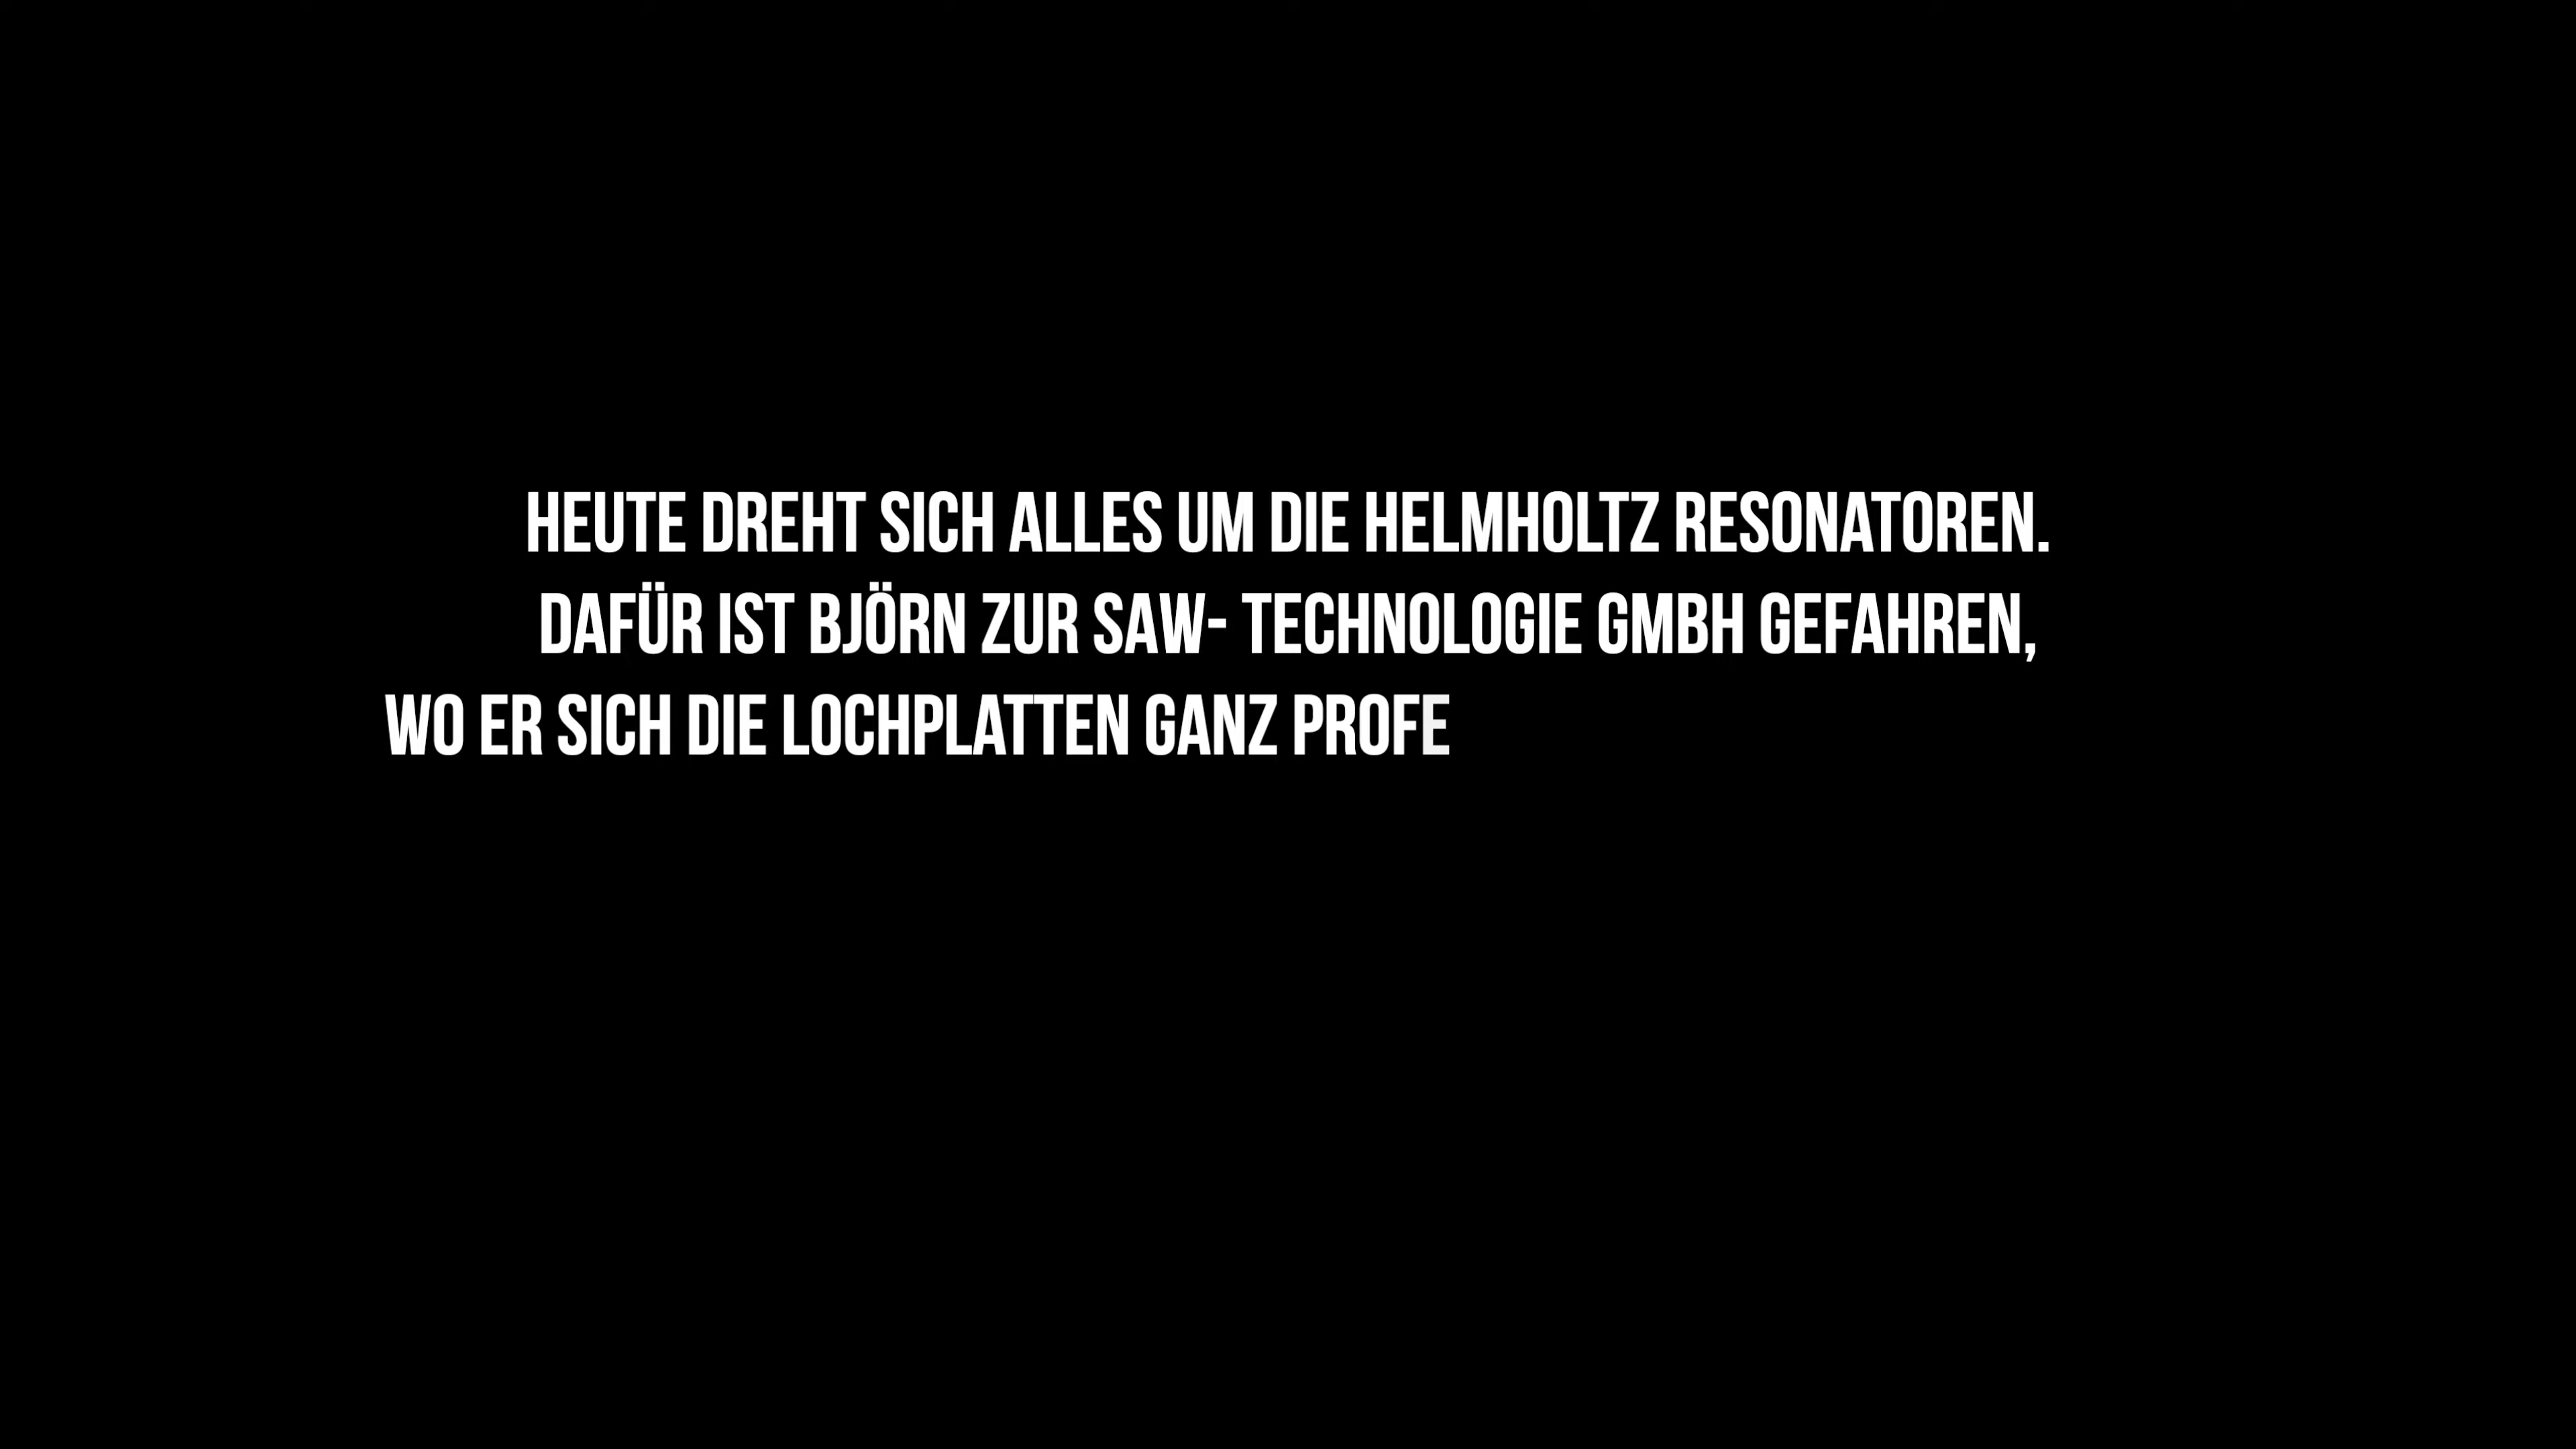 HEUTE DREHT SICH ALLES UM DIE HELMHOLTZ RESONATOREN.
DAFÜR IST BJÖRN ZUR SAW- TECHNOLOGIE GMBH GEFAHREN,
WO ER SICH DIE LOCHPLATTEN GANZ PROFE